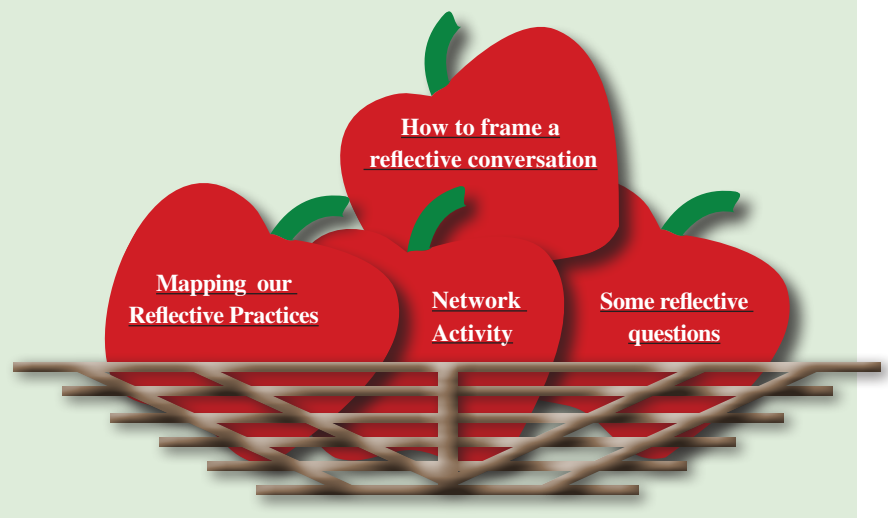 How to frame a
reflective conversation
Mapping our
Reflective Practices
Network
Activity
Some reflective
questions